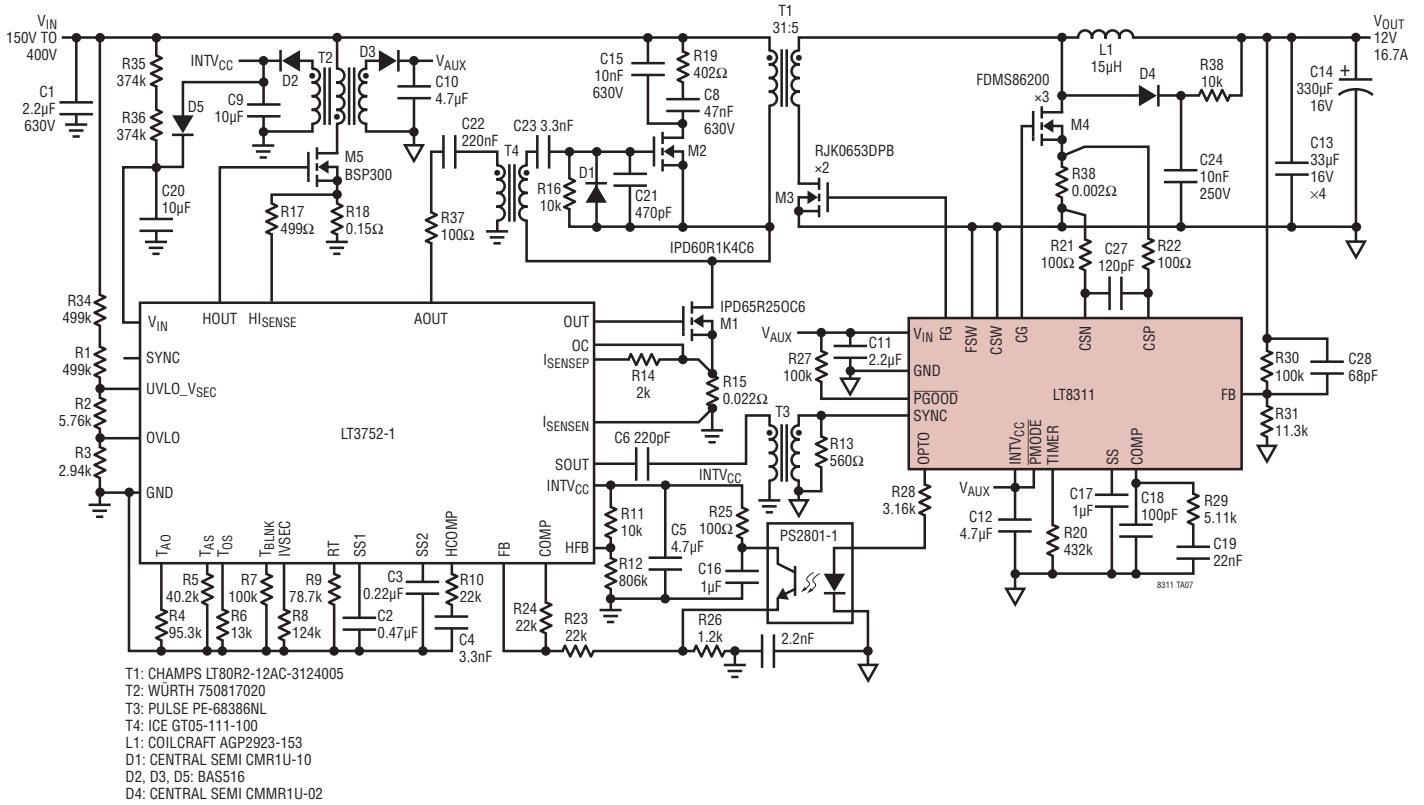 VIN
150V TO
400V
C1
2.2µF
630V
R35
374k
R36
374k
D5
C20
10µF
INTVCC
D2
C9
10µF
T2
D3
VAUX
C10
4.7µF
M5
BSP300
R17
499Ω
R18
0.15Ω
C22
220nF
R37
100Ω
T4
C23 3.3nF
R16
10k
D1
C21
470pF
C15
10nF
630V
R19
402Ω
C8
47nF
630V
M2
IPD60R1K4C6
T1
31:5
RJK0653DPB
×2
M3
L1
15µH
FDMS86200
×3
M4
D4
R38
10k
R38
0.002Ω
C24
10nF
250V
C14
330µF
16V
+
C13
33µF
16V
×4
VOUT
12V
16.7A
R21
100Ω
C27
120pF
R22
100Ω
R34
499k
R1
499k
R2
5.76k
R3
2.94k
VIN
SYNC
UVLO_VSEC
OVLO
GND
HOUT
HISENSE
AOUT
LT3752-1
OUT
OC
ISENSEP
ISENSEN
SOUT
INTVCC
HFB
TAO
TAS
TOS
TBLNK
IVSEC
RT
SS1
SS2
HCOMP
FB
COMP
IPD65R25OC6
M1
R14
2k
R15
0.022Ω
C6 220pF
T3
R13
560Ω
INTVCC
R11
10k
R12
806k
C5
4.7µF
R25
100Ω
C16
1µF
PS2801-1
R28
3.16k
VAUX
R27
100k
C11
2.2µF
VIN
GND
PGOOD
SYNC
OPTO
FG
FSW
CSW
CG
CSN
CSP
LT8311
FB
INTVCC
PMODE
TIMER
SS
COMP
R30
100k
C28
68pF
R31
11.3k
VAUX
C12
4.7µF
R20
432k
C17
1µF
C18
100pF
R29
5.11k
C19
22nF
8311 TA07
R4
95.3k
R5
40.2k
R6
13k
R7
100k
R8
124k
R9
78.7k
C2
0.47µF
C3
0.22µF
R10
22k
C4
3.3nF
R24
22k
R23
22k
R26
1.2k
2.2nF
T1: CHAMPS LT80R2-12AC-3124005
T2: WÜRTH 750817020
T3: PULSE PE-68386NL
T4: ICE GT05-111-100
L1: COILCRAFT AGP2923-153
D1: CENTRAL SEMI CMR1U-10
D2, D3, D5: BAS516
D4: CENTRAL SEMI CMMR1U-02